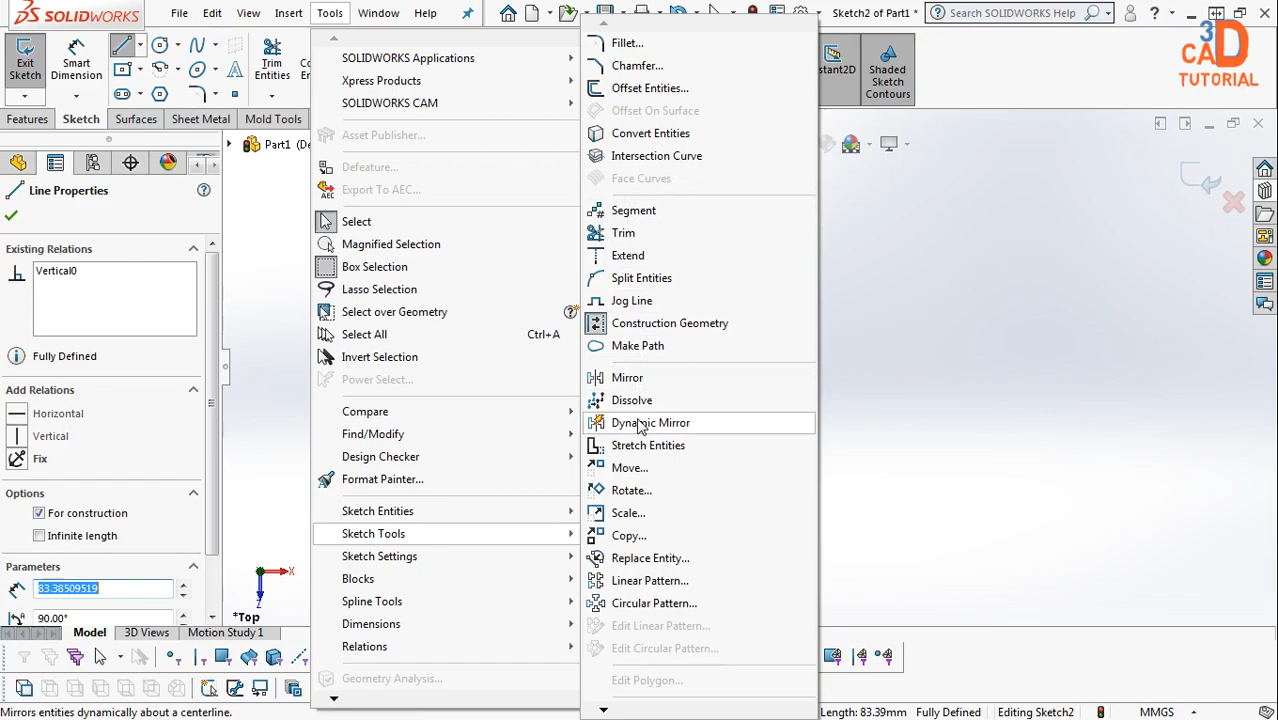 SOLIDWORKS
File Edit View Insert Tools Window Help
Sketch2 of Part1 *
Search SOLIDWORKS Help
Exit Sketch
Smart Dimension
Trim Entities
Instant2D
Shaded Sketch Contours
3
CAD
TUTORIAL
Features
Sketch
Surfaces
Sheet Metal
Mold Tools
Part1
Line Properties
Existing Relations
Vertical0
Fully Defined
Add Relations
Horizontal
Vertical
Fix
Options
For construction
Infinite length
Parameters
83.38509519
90.00°
SOLIDWORKS Applications
Xpress Products
SOLIDWORKS CAM
Asset Publisher...
Defeature...
Export To AEC...
Select
Magnified Selection
Box Selection
Lasso Selection
Select over Geometry
Select All Ctrl+A
Invert Selection
Power Select...
Compare
Find/Modify
Design Checker
Format Painter...
Sketch Entities
Sketch Tools
Sketch Settings
Blocks
Spline Tools
Dimensions
Relations
Geometry Analysis...
Fillet...
Chamfer...
Offset Entities...
Offset On Surface
Convert Entities
Intersection Curve
Face Curves
Segment
Trim
Extend
Split Entities
Jog Line
Construction Geometry
Make Path
Mirror
Dissolve
Dynamic Mirror
Stretch Entities
Move...
Rotate...
Scale...
Copy...
Replace Entity...
Linear Pattern...
Circular Pattern...
Edit Linear Pattern...
Edit Circular Pattern...
Edit Polygon...
X
Z
*Top
Model
3D Views
Motion Study 1
Mirrors entities dynamically about a centerline.
Length: 83.39mm Fully Defined Editing Sketch2 MMGS